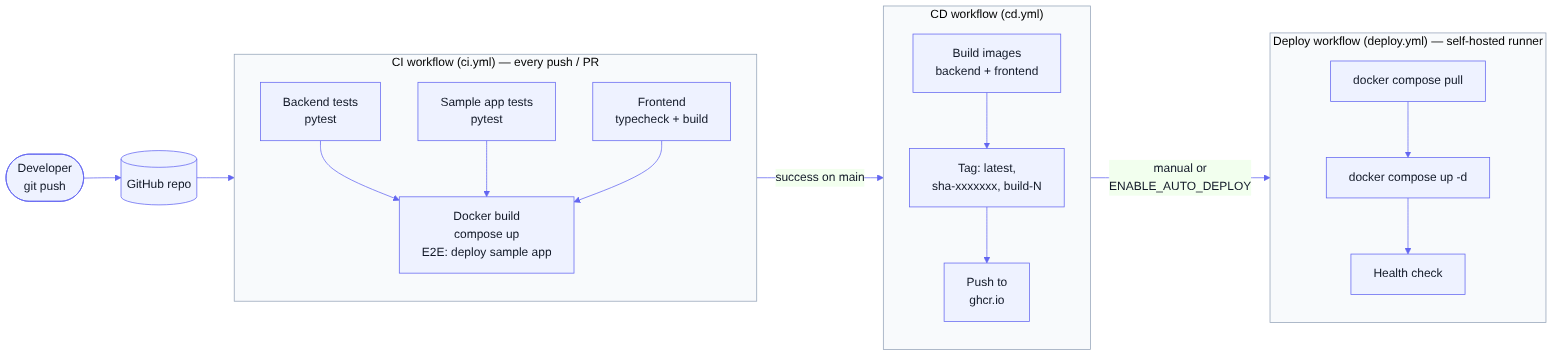 Developer
git push
GitHub repo
CI workflow (ci.yml) — every push / PR
Backend tests
pytest
Sample app tests
pytest
Frontend
typecheck + build
Docker build
compose up
E2E: deploy sample app
success on main
CD workflow (cd.yml)
Build images
backend + frontend
Tag: latest,
sha-xxxxxxx, build-N
Push to
ghcr.io
manual or
ENABLE_AUTO_DEPLOY
Deploy workflow (deploy.yml) — self-hosted runner
docker compose pull
docker compose up -d
Health check